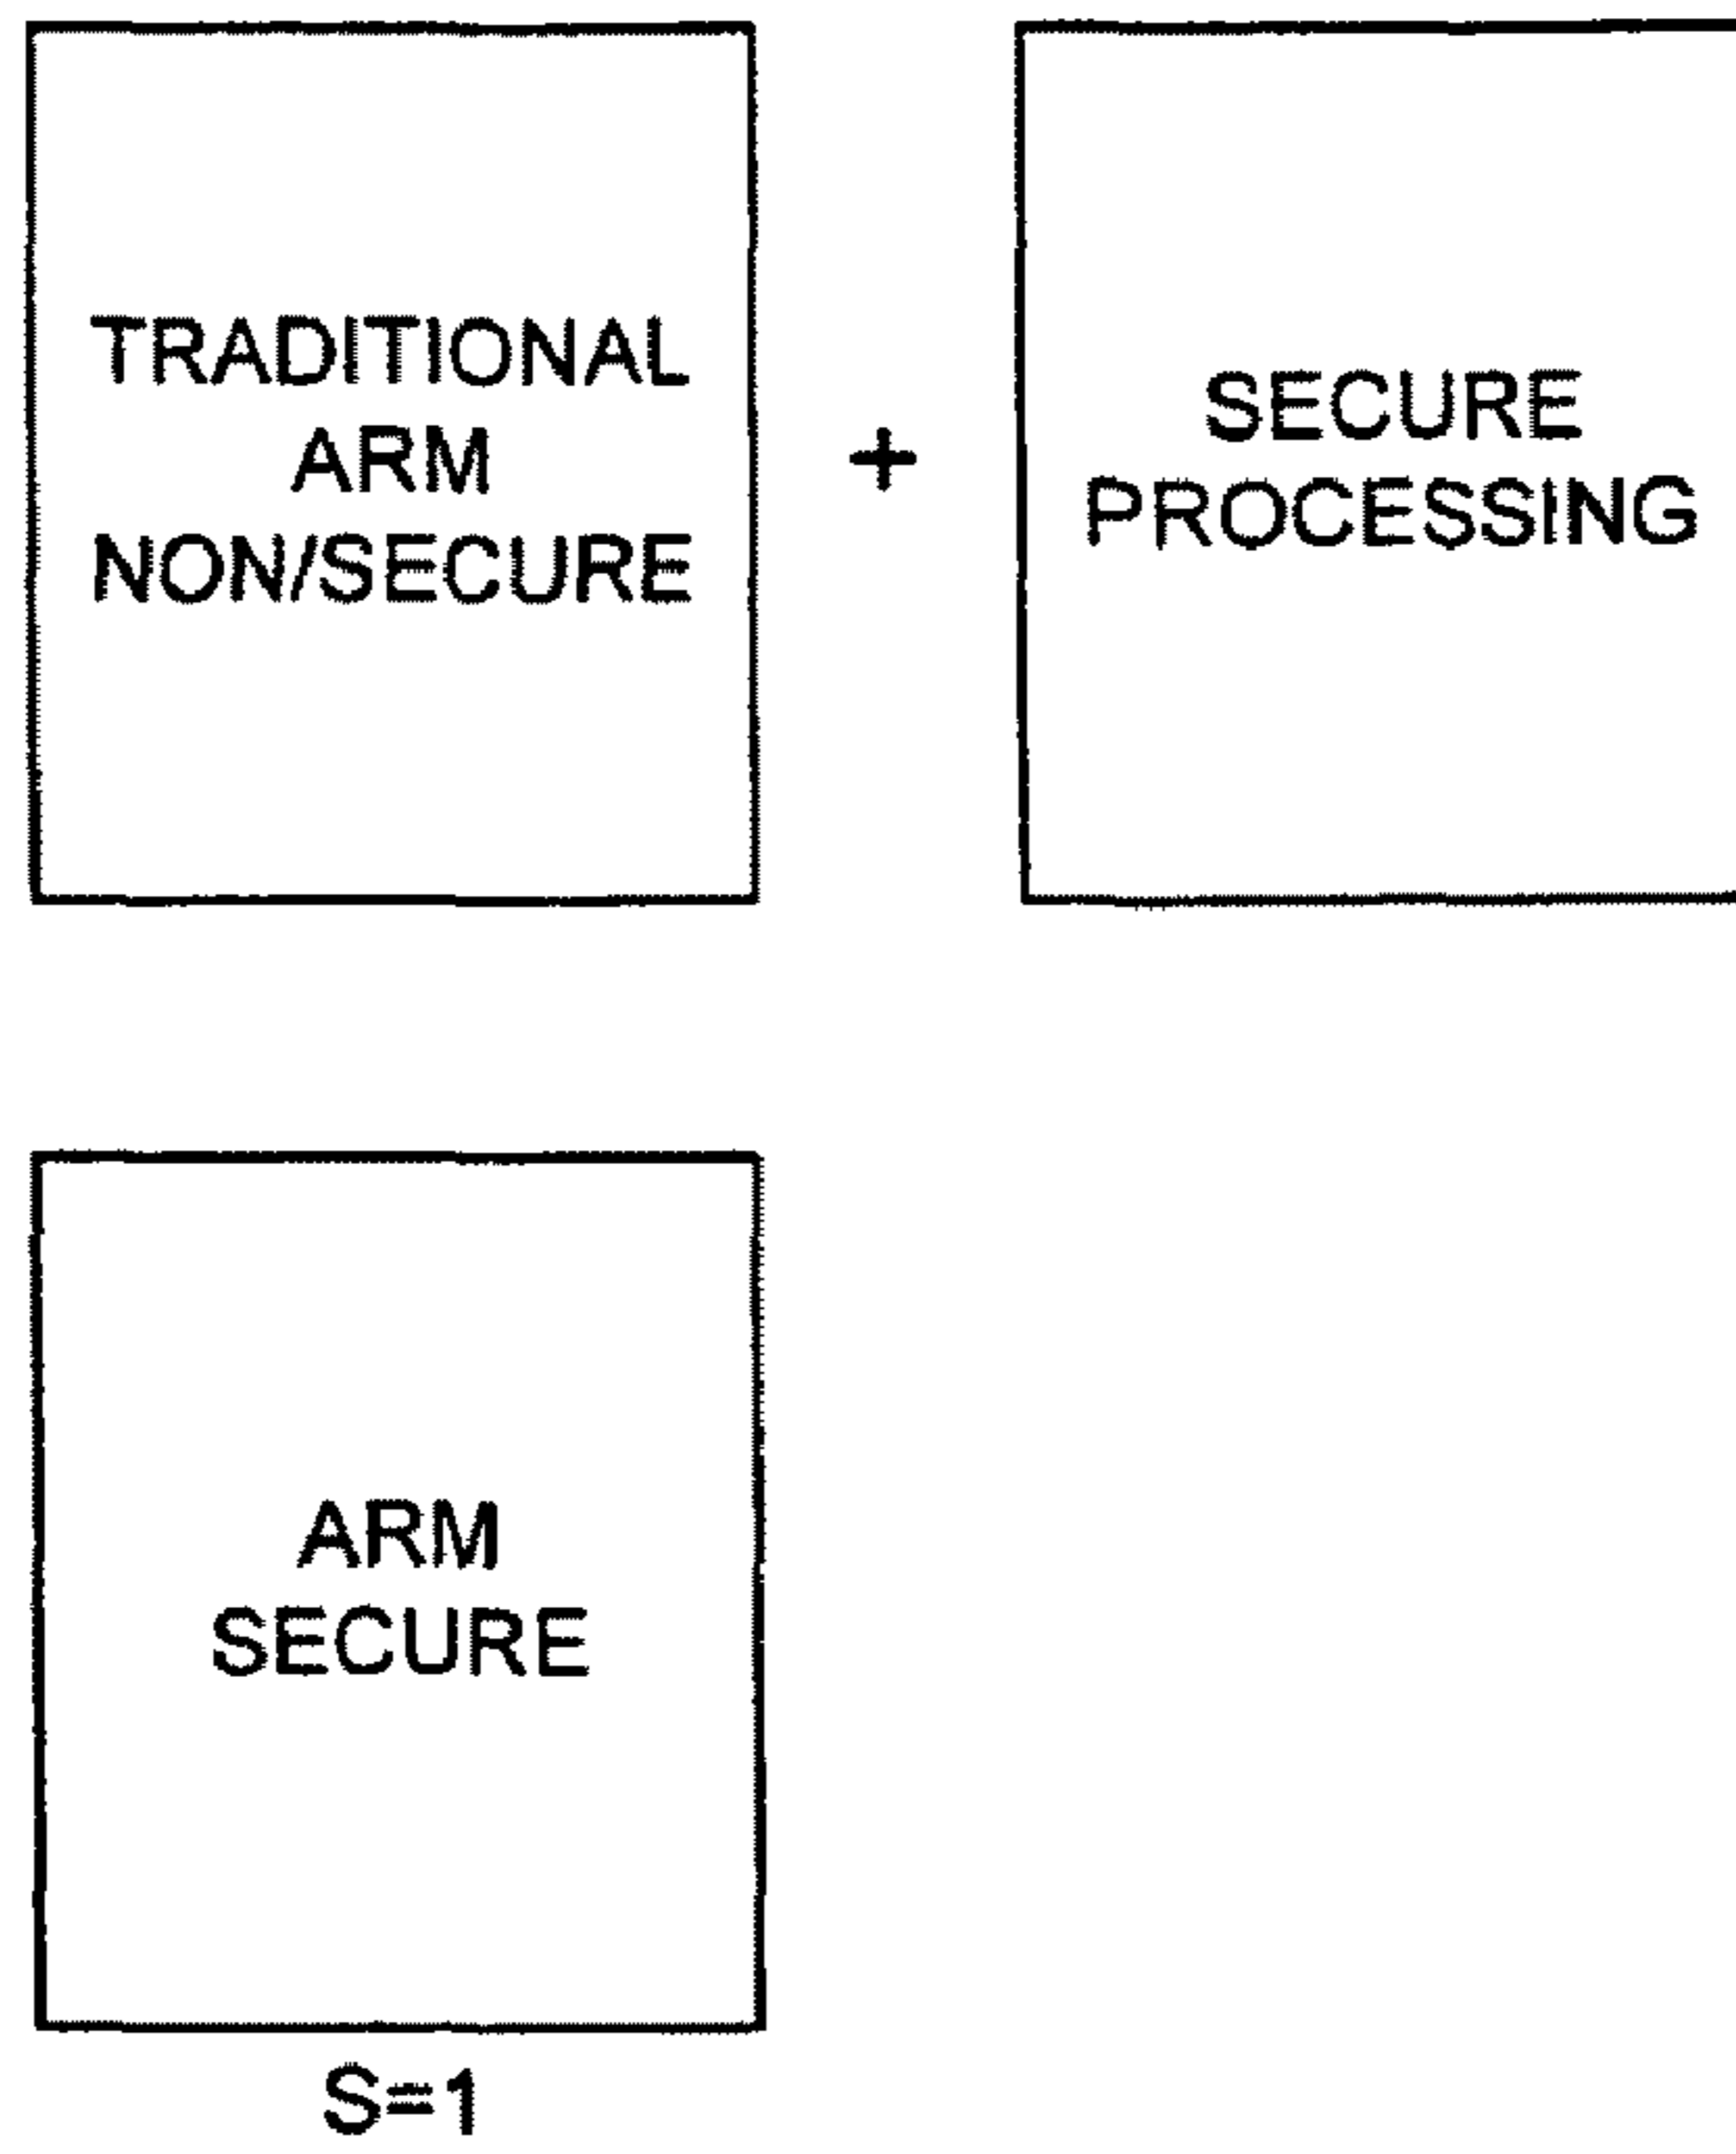 TRADITIONAL
ARM
NON/SECURE
+
SECURE
PROCESSING
ARM
SECURE
S=1